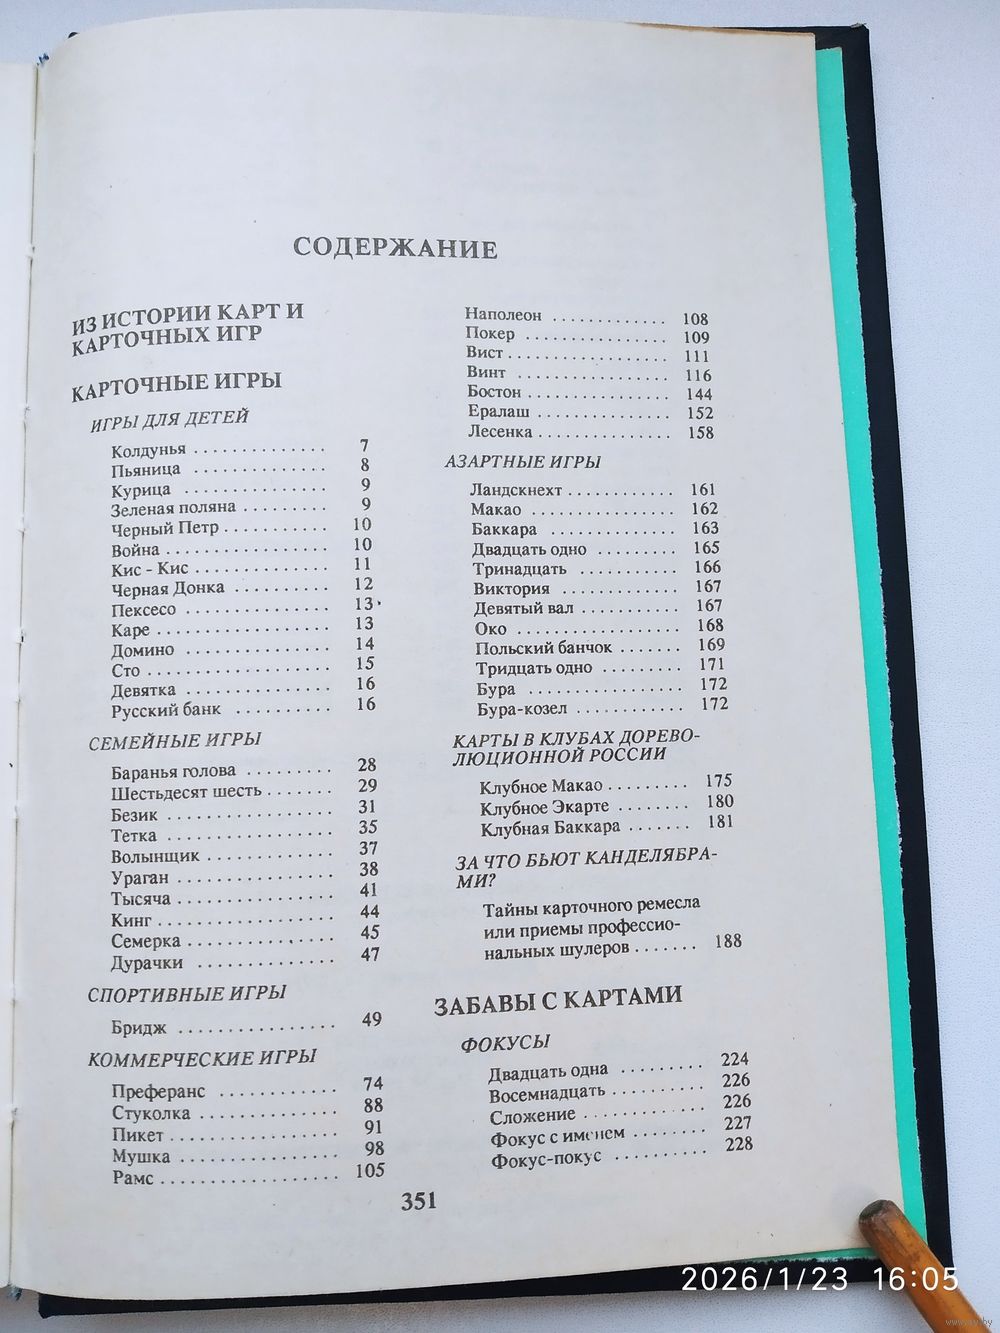 СОДЕРЖАНИЕ
ИЗ ИСТОРИИ КАРТ И
КАРТОЧНЫХ ИГР
КАРТОЧНЫЕ ИГРЫ
ИГРЫ ДЛЯ ДЕТЕЙ
Колдунья . . . . . . . . . . . . . . 7
Пьяница . . . . . . . . . . . . . . 8
Курица . . . . . . . . . . . . . . 9
Зеленая поляна . . . . . . . . . 9
Черный Петр . . . . . . . . . . . 10
Война . . . . . . . . . . . . . . . . 10
Кис - Кис . . . . . . . . . . . . . . 11
Черная Донка . . . . . . . . . . 12
Пексесо . . . . . . . . . . . . . . 13
Каре . . . . . . . . . . . . . . . . . 13
Домино . . . . . . . . . . . . . . 14
Сто . . . . . . . . . . . . . . . . . . 15
Девятка . . . . . . . . . . . . . . 16
Русский банк . . . . . . . . . . 16
СЕМЕЙНЫЕ ИГРЫ
Баранья голова . . . . . . . . . 28
Шестьдесят шесть . . . . . . . 29
Безик . . . . . . . . . . . . . . . . 31
Тетка . . . . . . . . . . . . . . . . 35
Волынщик . . . . . . . . . . . . 37
Ураган . . . . . . . . . . . . . . . 38
Тысяча . . . . . . . . . . . . . . . 41
Кинг . . . . . . . . . . . . . . . . . 44
Семерка . . . . . . . . . . . . . . 45
Дурачки . . . . . . . . . . . . . 47
СПОРТИВНЫЕ ИГРЫ
Бридж . . . . . . . . . . . . . . . 49
КОММЕРЧЕСКИЕ ИГРЫ
Преферанс . . . . . . . . . . . 74
Стуколка . . . . . . . . . . . . . 88
Пикет . . . . . . . . . . . . . . . . 91
Мушка . . . . . . . . . . . . . . . 98
Рамс . . . . . . . . . . . . . . . . . 105
Наполеон . . . . . . . . . . . . 108
Покер . . . . . . . . . . . . . . . 109
Вист . . . . . . . . . . . . . . . . . 111
Винт . . . . . . . . . . . . . . . . 116
Бостон . . . . . . . . . . . . . . . 144
Ералаш . . . . . . . . . . . . . . 152
Лесенка . . . . . . . . . . . . . . 158
АЗАРТНЫЕ ИГРЫ
Ландскнехт . . . . . . . . . . . . 161
Макао . . . . . . . . . . . . . . . 162
Баккара . . . . . . . . . . . . . 163
Двадцать одно . . . . . . . . . 165
Тринадцать . . . . . . . . . . . 166
Виктория . . . . . . . . . . . . 167
Девятый вал . . . . . . . . . . . 167
Око . . . . . . . . . . . . . . . . . 168
Польский банчок . . . . . . . 169
Тридцать одно . . . . . . . . . 171
Бура . . . . . . . . . . . . . . . . 172
Бура-козел . . . . . . . . . . . . 172
КАРТЫ В КЛУБАХ ДОРЕВО-
ЛЮЦИОННОЙ РОССИИ
Клубное Макао . . . . . . . . . 175
Клубное Экарте . . . . . . . . 180
Клубная Баккара . . . . . . . 181
ЗА ЧТО БЬЮТ КАНДЕЛЯБРА-
МИ?
Тайны карточного ремесла
или приемы профессио-
нальных шулеров . . . . . . . 188
ЗАБАВЫ С КАРТАМИ
ФОКУСЫ
Двадцать одна . . . . . . . . . 224
Восемнадцать . . . . . . . . . . 226
Сложение . . . . . . . . . . . . . 226
Фокус с именем . . . . . . . . 227
Фокус-покус . . . . . . . . . . 228
351
2026/1/23 16:05